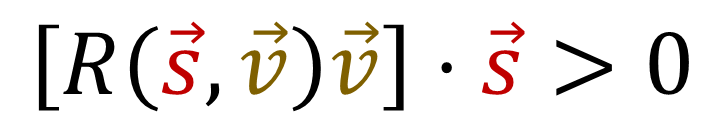 [R(s⃗, v⃗)v⃗] · s⃗ > 0